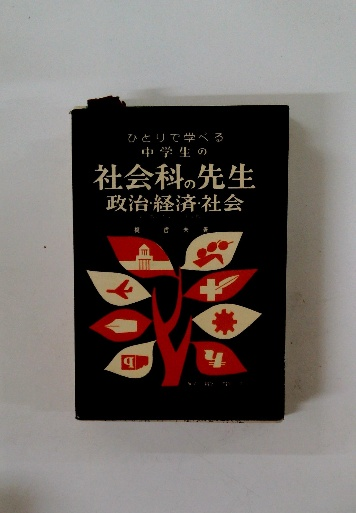 ひとりで学べる
中学生の
社会科の先生
政治・経済・社会